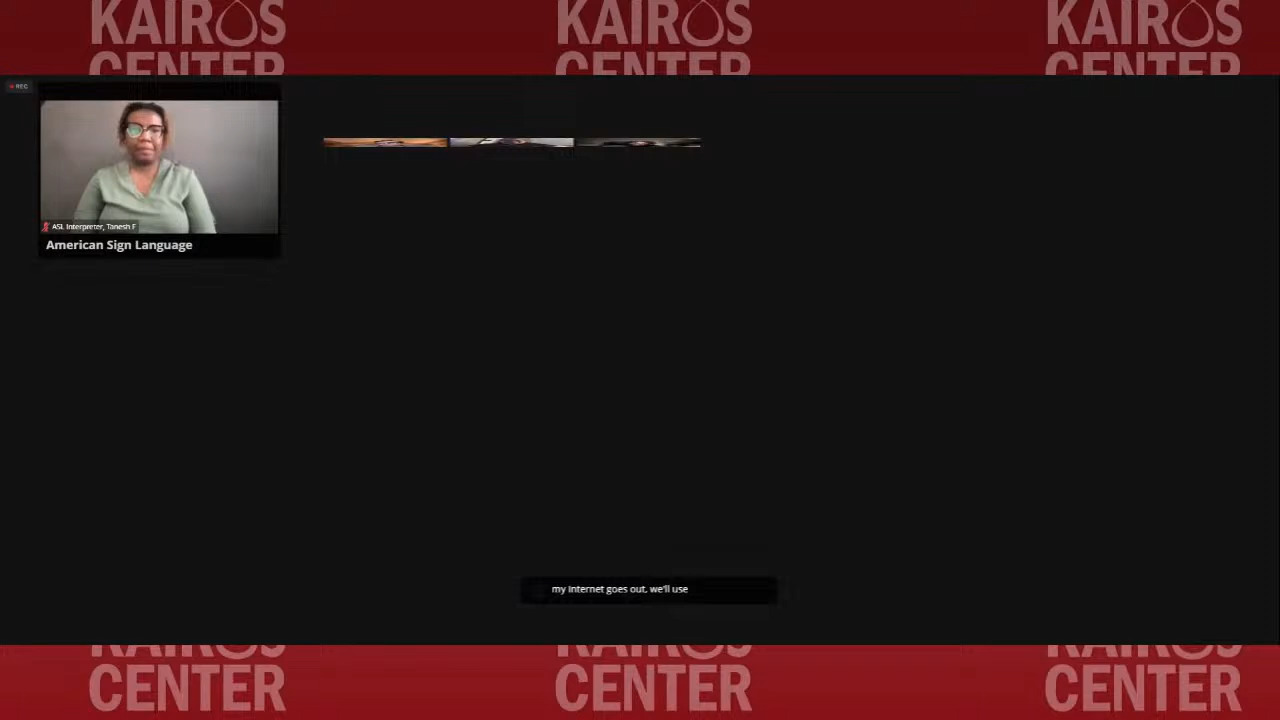 KAIROS KAIROS KAIROS
CENTER CENTER CENTER
REC
ASL Interpreter, Tanesh F
American Sign Language
my internet goes out, we'll use
KAIROS KAIROS KAIROS
CENTER CENTER CENTER